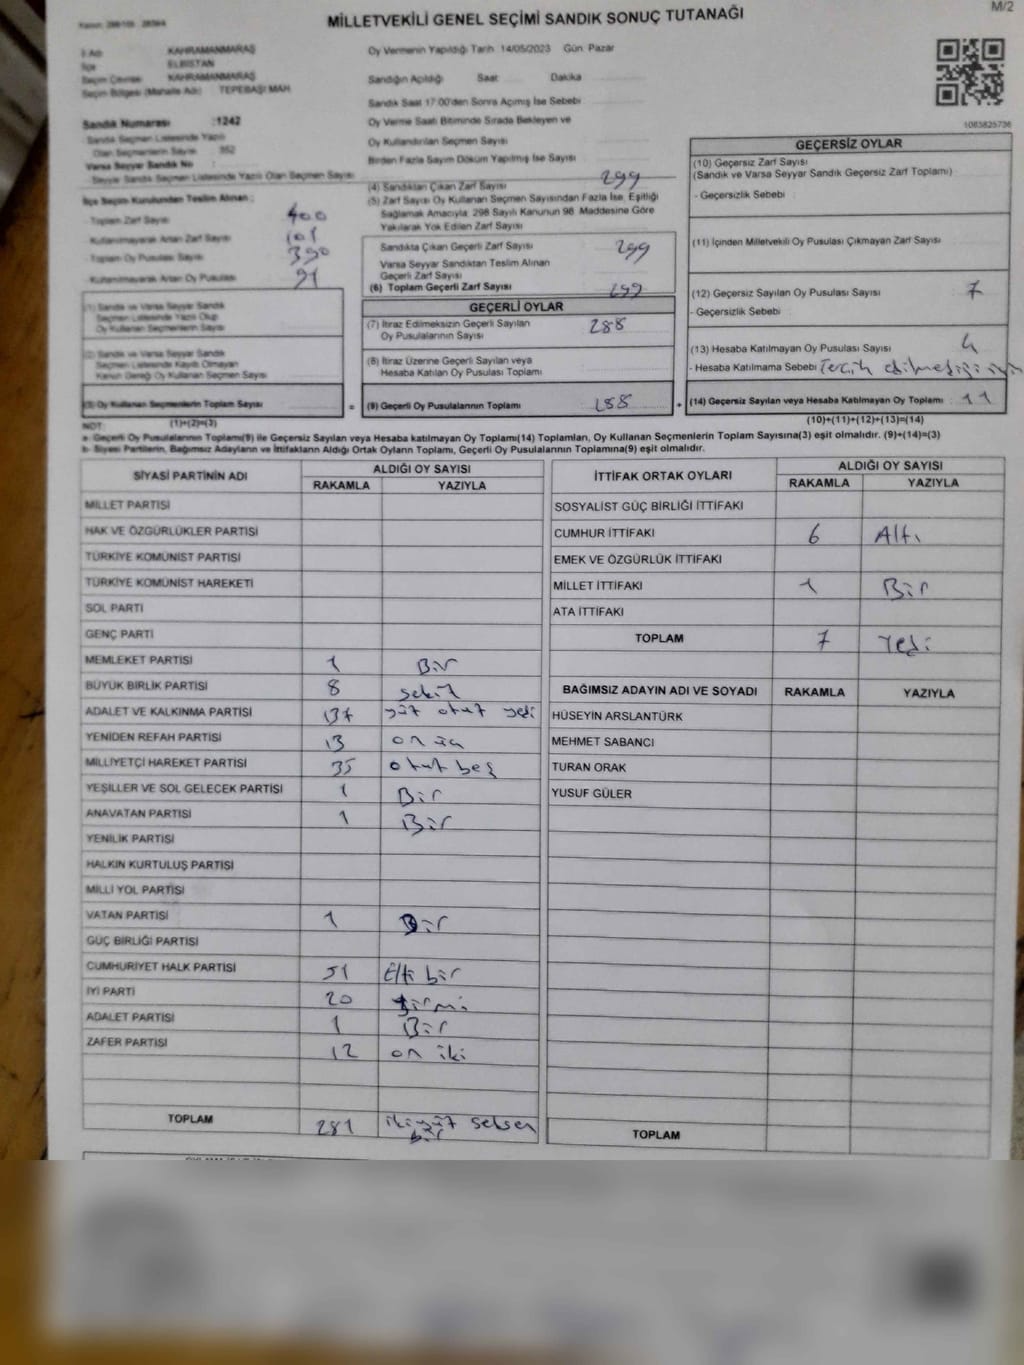 M/2
MİLLETVEKİLİ GENEL SEÇİMİ SANDIK SONUÇ TUTANAĞI
İl Adı KAHRAMANMARAŞ
İlçe ELBİSTAN
Seçim Çevresi KAHRAMANMARAŞ
Seçim Bölgesi (Mahalle Adı) TEPEBAŞI MAH
Sandık Numarası :1242
Sandık Seçmen Listesinde Yazılı
Olan Seçmenlerin Sayısı 352
Varsa Seyyar Sandık No :
Seyyar Sandık Seçmen Listesinde Yazılı Olan Seçmen Sayısı
İlçe Seçim Kurulundan Teslim Alınan ;
- Toplam Zarf Sayısı 400
- Kullanılmayarak Artan Zarf Sayısı 101
- Toplam Oy Pusulası Sayısı 390
- Kullanılmayarak Artan Oy Pusulası 91
(1) Sandık ve Varsa Seyyar Sandık
Seçmen Listesinde Yazılı Olup
Oy Kullanan Seçmenlerin Sayısı
(2) Sandık ve Varsa Seyyar Sandık
Seçmen Listesinde Kayıtlı Olmayan
Kanun Gereği Oy Kullanan Seçmen Sayısı
(3) Oy Kullanan Seçmenlerin Toplam Sayısı
Oy Vermenin Yapıldığı Tarih 14/05/2023 Gün Pazar
Sandığın Açıldığı Saat Dakika
Sandık Saat 17:00'den Sonra Açılmış İse Sebebi
Oy Verme Saati Bitiminde Sırada Bekleyen ve
Oy Kullandırılan Seçmen Sayısı
Birden Fazla Sayım Döküm Yapılmış İse Sayısı
(4) Sandıktan Çıkan Zarf Sayısı 299
(5) Zarf Sayısı Oy Kullanan Seçmen Sayısından Fazla İse, Eşitliği
Sağlamak Amacıyla 298 Sayılı Kanunun 98. Maddesine Göre
Yakılarak Yok Edilen Zarf Sayısı
Sandıkta Çıkan Geçerli Zarf Sayısı 299
Varsa Seyyar Sandıktan Teslim Alınan
Geçerli Zarf Sayısı
(6) Toplam Geçerli Zarf Sayısı 299
GEÇERLİ OYLAR
(7) İtiraz Edilmeksizin Geçerli Sayılan
Oy Pusulalarının Sayısı 288
(8) İtiraz Üzerine Geçerli Sayılan veya
Hesaba Katılan Oy Pusulası Toplamı
= (9) Geçerli Oy Pusulalarının Toplamı 288 +
1083825736
GEÇERSİZ OYLAR
(10) Geçersiz Zarf Sayısı
(Sandık ve Varsa Seyyar Sandık Geçersiz Zarf Toplamı)
- Geçersizlik Sebebi
(11) İçinden Milletvekili Oy Pusulası Çıkmayan Zarf Sayısı
(12) Geçersiz Sayılan Oy Pusulası Sayısı 7
- Geçersizlik Sebebi
(13) Hesaba Katılmayan Oy Pusulası Sayısı 4
- Hesaba Katılmama Sebebi Tercih edilmediği için
(14) Geçersiz Sayılan veya Hesaba Katılmayan Oy Toplamı 11
NOT: (1)+(2)=(3) (10)+(11)+(12)+(13)=(14)
a- Geçerli Oy Pusulalarının Toplamı(9) ile Geçersiz Sayılan veya Hesaba katılmayan Oy Toplamı(14) Toplamları, Oy Kullanan Seçmenlerin Toplam Sayısına(3) eşit olmalıdır. (9)+(14)=(3)
b- Siyasi Partilerin, Bağımsız Adayların ve İttifakların Aldığı Ortak Oyların Toplamı, Geçerli Oy Pusulalarının Toplamına(9) eşit olmalıdır.
SİYASİ PARTİNİN ADI ALDIĞI OY SAYISI
RAKAMLA YAZIYLA
MİLLET PARTİSİ
HAK VE ÖZGÜRLÜKLER PARTİSİ
TÜRKİYE KOMÜNİST PARTİSİ
TÜRKİYE KOMÜNİST HAREKETİ
SOL PARTİ
GENÇ PARTİ
MEMLEKET PARTİSİ 1 Bir
BÜYÜK BİRLİK PARTİSİ 8 sekiz
ADALET VE KALKINMA PARTİSİ 137 yüz otuz yedi
YENİDEN REFAH PARTİSİ 13 on üç
MİLLİYETÇİ HAREKET PARTİSİ 35 otuz beş
YEŞİLLER VE SOL GELECEK PARTİSİ 1 Bir
ANAVATAN PARTİSİ 1 Bir
YENİLİK PARTİSİ
HALKIN KURTULUŞ PARTİSİ
MİLLİ YOL PARTİSİ
VATAN PARTİSİ 1 Bir
GÜÇ BİRLİĞİ PARTİSİ
CUMHURİYET HALK PARTİSİ 51 Elli bir
İYİ PARTİ 20 yirmi
ADALET PARTİSİ 1 Bir
ZAFER PARTİSİ 12 on iki
TOPLAM 281 ikiyüz seksen
bir
İTTİFAK ORTAK OYLARI ALDIĞI OY SAYISI
RAKAMLA YAZIYLA
SOSYALİST GÜÇ BİRLİĞİ İTTİFAKI
CUMHUR İTTİFAKI 6 Altı
EMEK VE ÖZGÜRLÜK İTTİFAKI
MİLLET İTTİFAKI 1 Bir
ATA İTTİFAKI
TOPLAM 7 Yedi
BAĞIMSIZ ADAYIN ADI VE SOYADI RAKAMLA YAZIYLA
HÜSEYİN ARSLANTÜRK
MEHMET SABANCI
TURAN ORAK
YUSUF GÜLER
TOPLAM